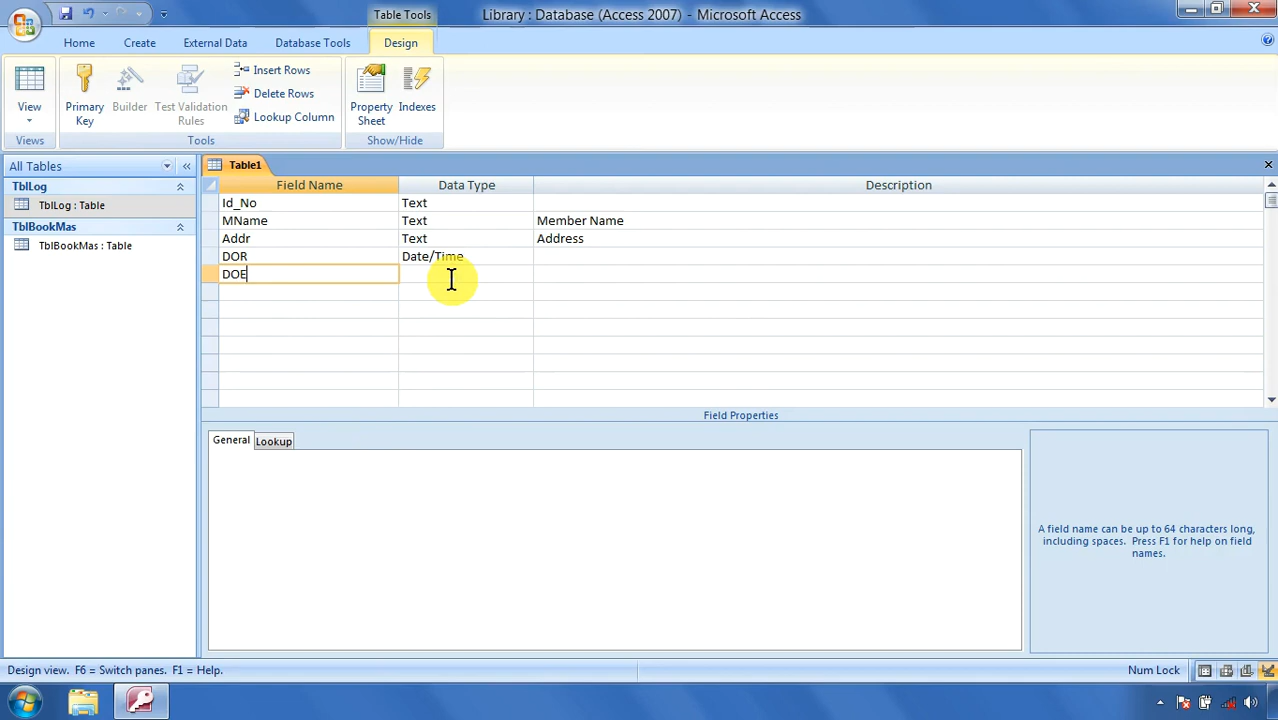 Table Tools
Library : Database (Access 2007) - Microsoft Access
Home
Create
External Data
Database Tools
Design
View
Primary Key
Builder
Test Validation Rules
Insert Rows
Delete Rows
Lookup Column
Property Sheet
Indexes
Views
Tools
Show/Hide
All Tables
TblLog
TblLog : Table
TblBookMas
TblBookMas : Table
Table1
Field Name Data Type Description
Id_No Text
MName Text Member Name
Addr Text Address
DOR Date/Time
DOE
Field Properties
General Lookup
A field name can be up to 64 characters long,
including spaces. Press F1 for help on field
names.
Design view. F6 = Switch panes. F1 = Help.
Num Lock